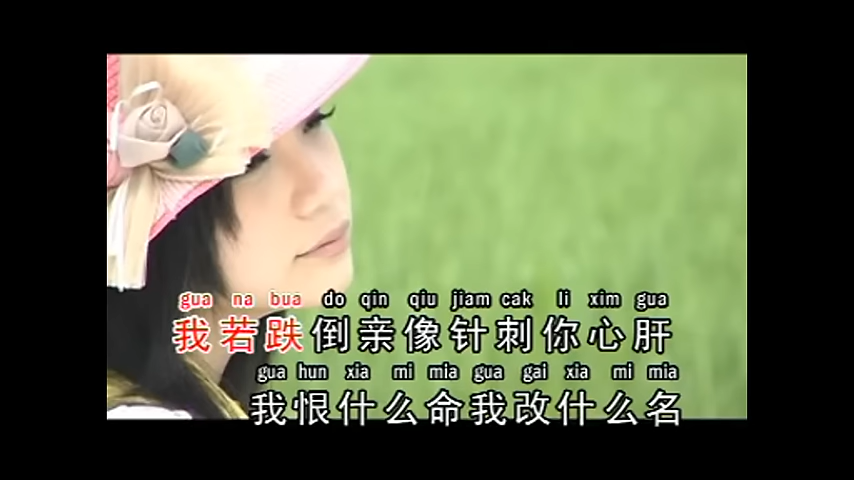 gua na bua do qin qiu jiam cak li xim gua
我若跌倒亲像针刺你心肝
gua hun xia mi mia gua gai xia mi mia
我恨什么命我改什么名